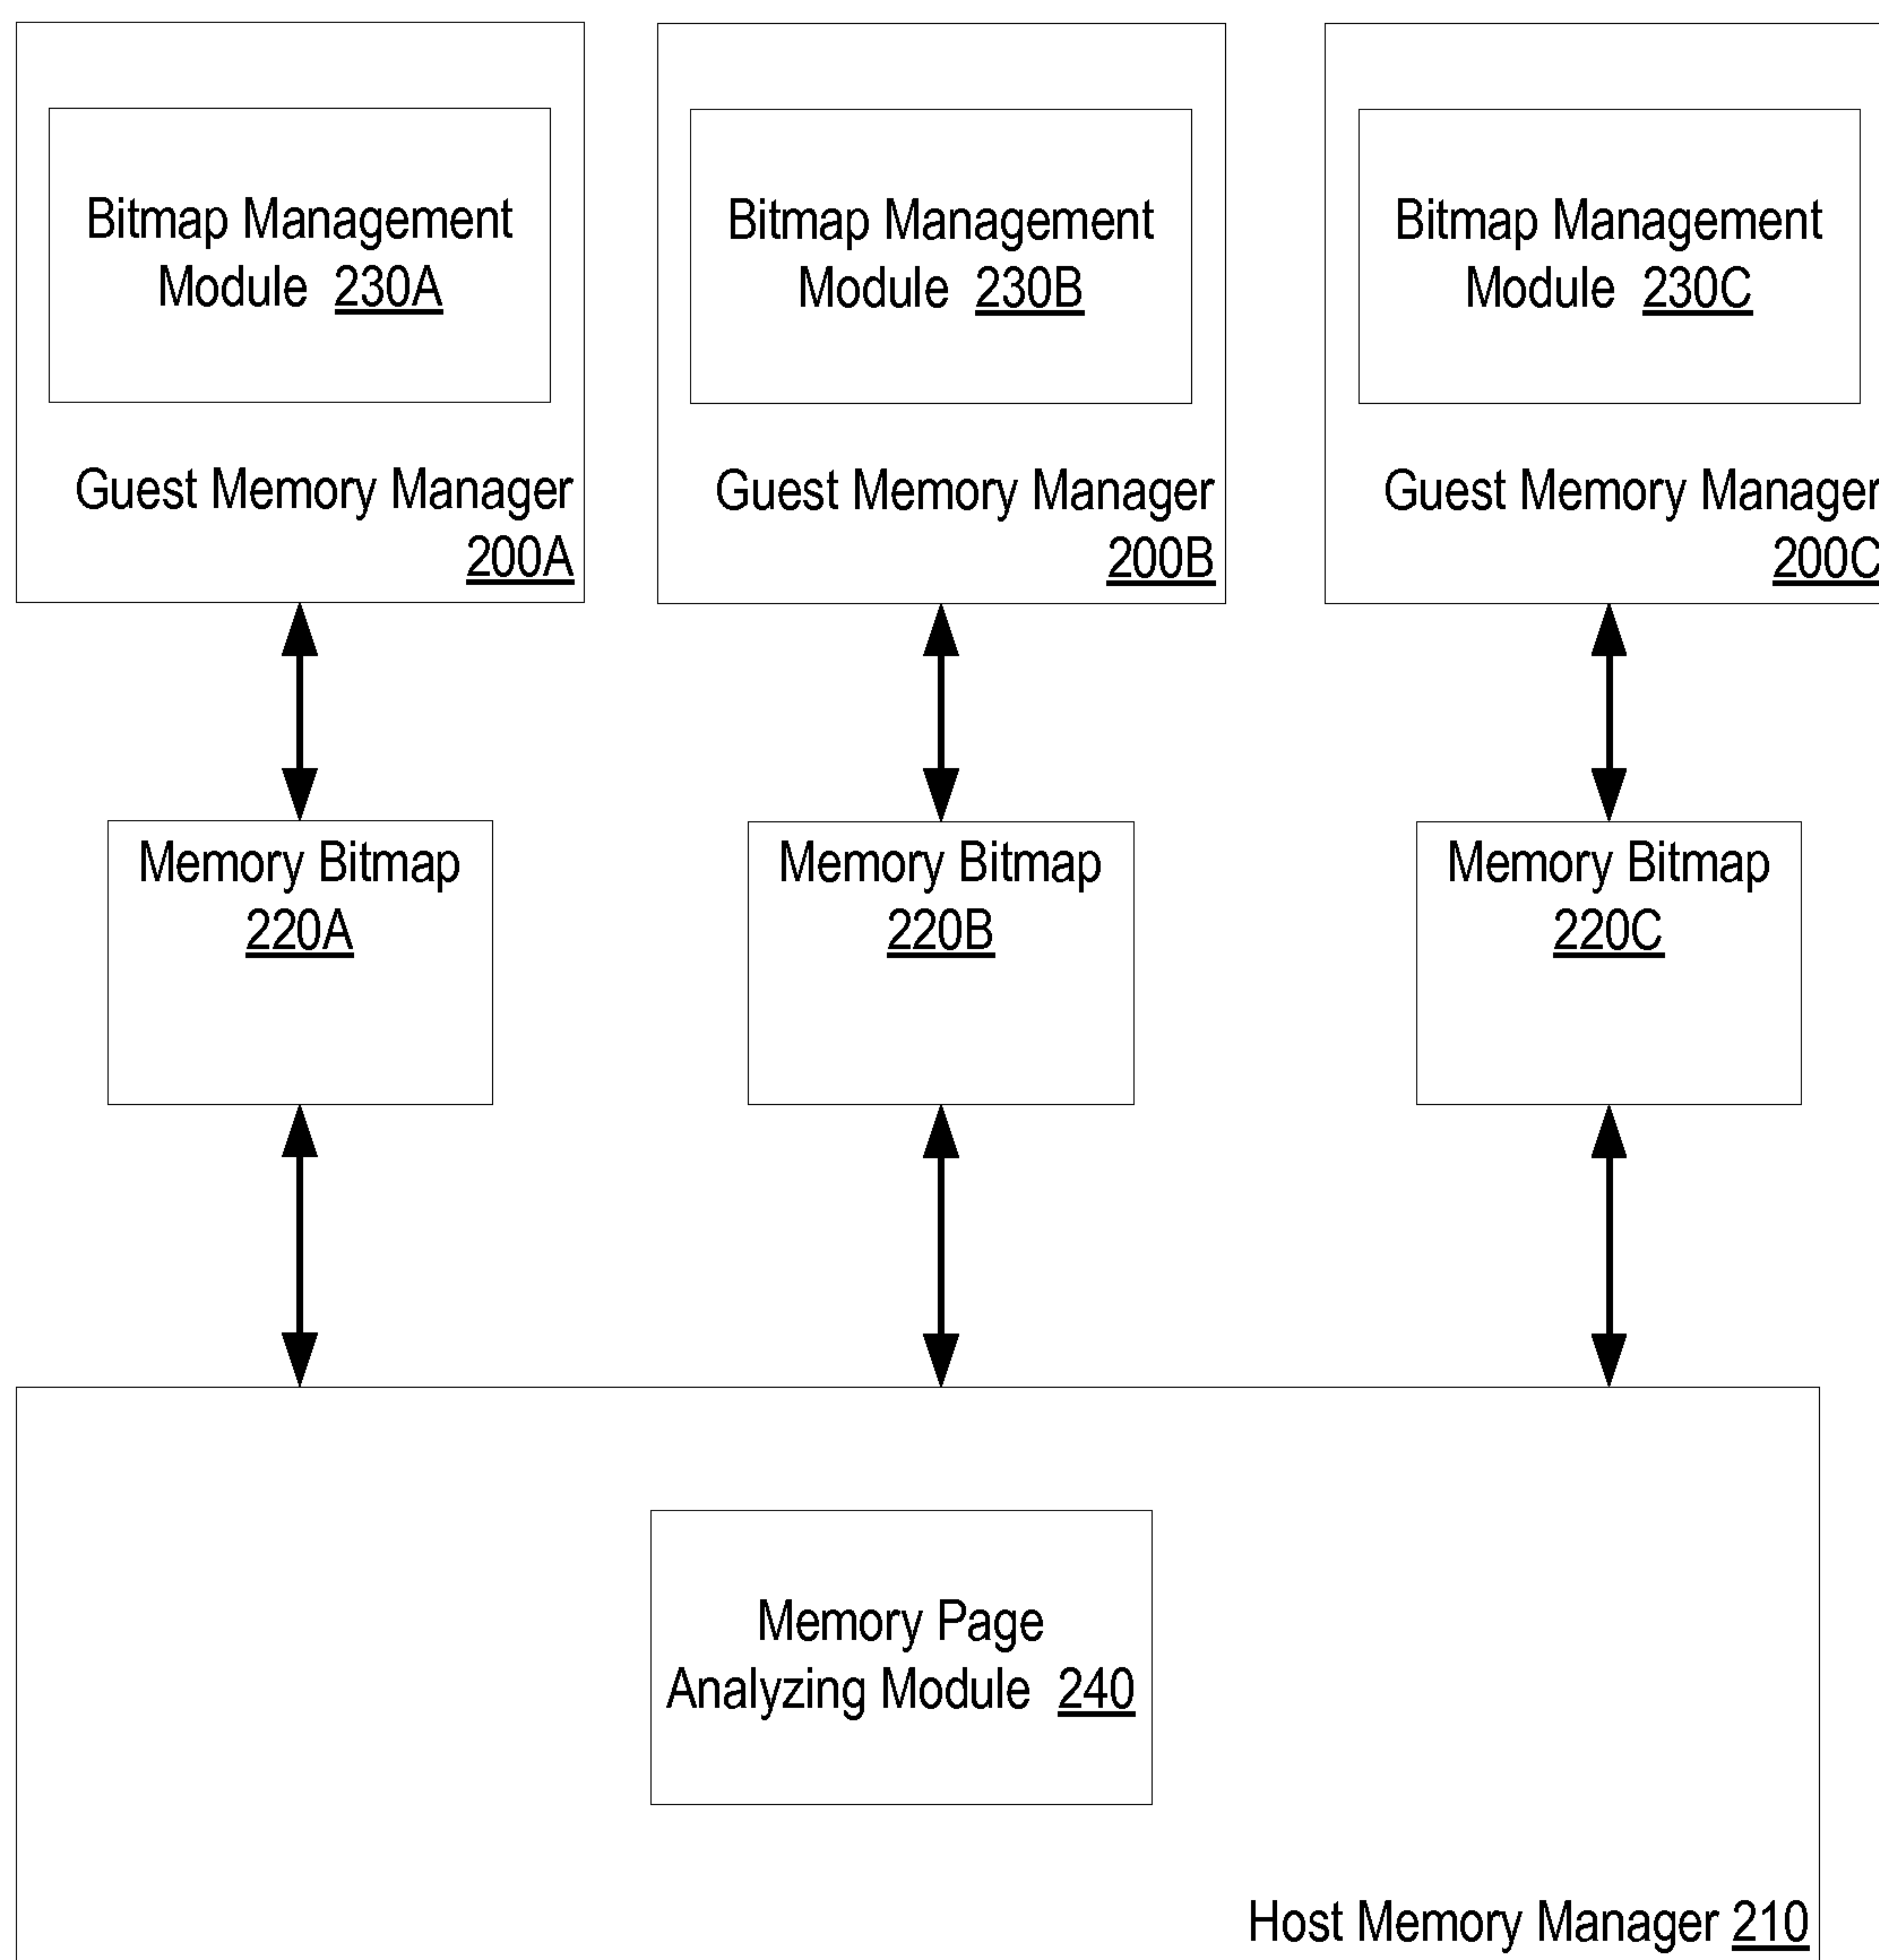 Bitmap Management
Module 230A
Guest Memory Manager
200A
Bitmap Management
Module 230B
Guest Memory Manager
200B
Bitmap Management
Module 230C
Guest Memory Manager
200C
Memory Bitmap
220A
Memory Bitmap
220B
Memory Bitmap
220C
Memory Page
Analyzing Module 240
Host Memory Manager 210